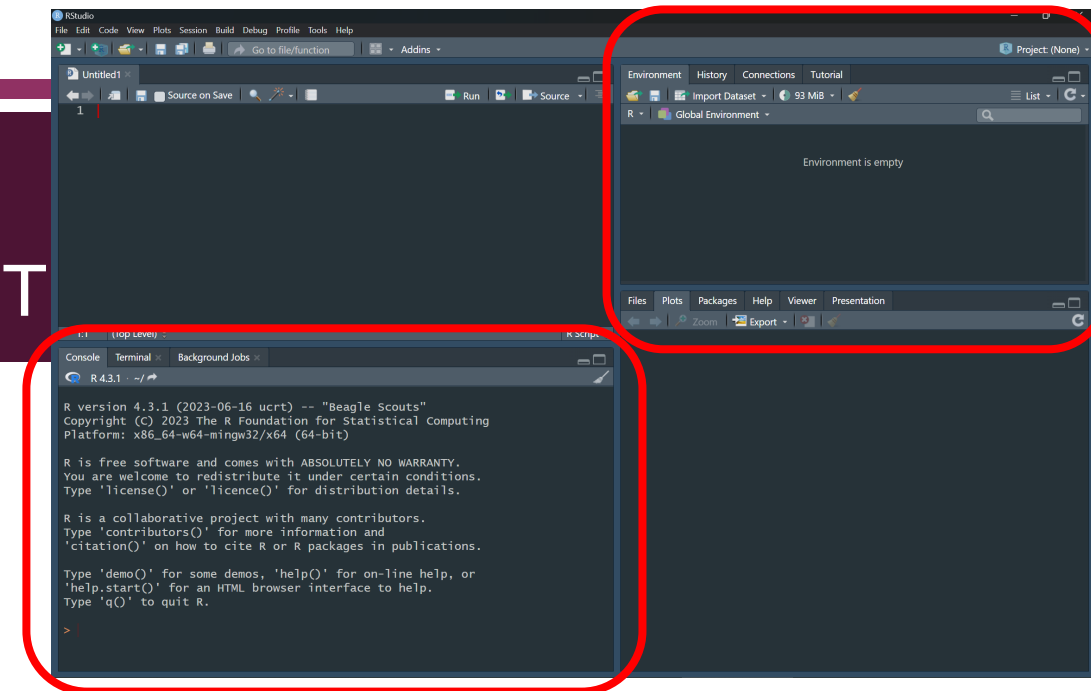 RStudio
File Edit Code View Plots Session Build Debug Profile Tools Help
Go to file/function Addins
Project: (None)
Untitled1
Source on Save Run Source
1
1:1 (Top Level) R Script
Console Terminal Background Jobs
R 4.3.1 · ~/
R version 4.3.1 (2023-06-16 ucrt) -- "Beagle Scouts"
Copyright (C) 2023 The R Foundation for Statistical Computing
Platform: x86_64-w64-mingw32/x64 (64-bit)
R is free software and comes with ABSOLUTELY NO WARRANTY.
You are welcome to redistribute it under certain conditions.
Type 'license()' or 'licence()' for distribution details.
R is a collaborative project with many contributors.
Type 'contributors()' for more information and
'citation()' on how to cite R or R packages in publications.
Type 'demo()' for some demos, 'help()' for on-line help, or
'help.start()' for an HTML browser interface to help.
Type 'q()' to quit R.
>
Environment History Connections Tutorial
Import Dataset 93 MiB List
R Global Environment
Environment is empty
Files Plots Packages Help Viewer Presentation
Zoom Export
T